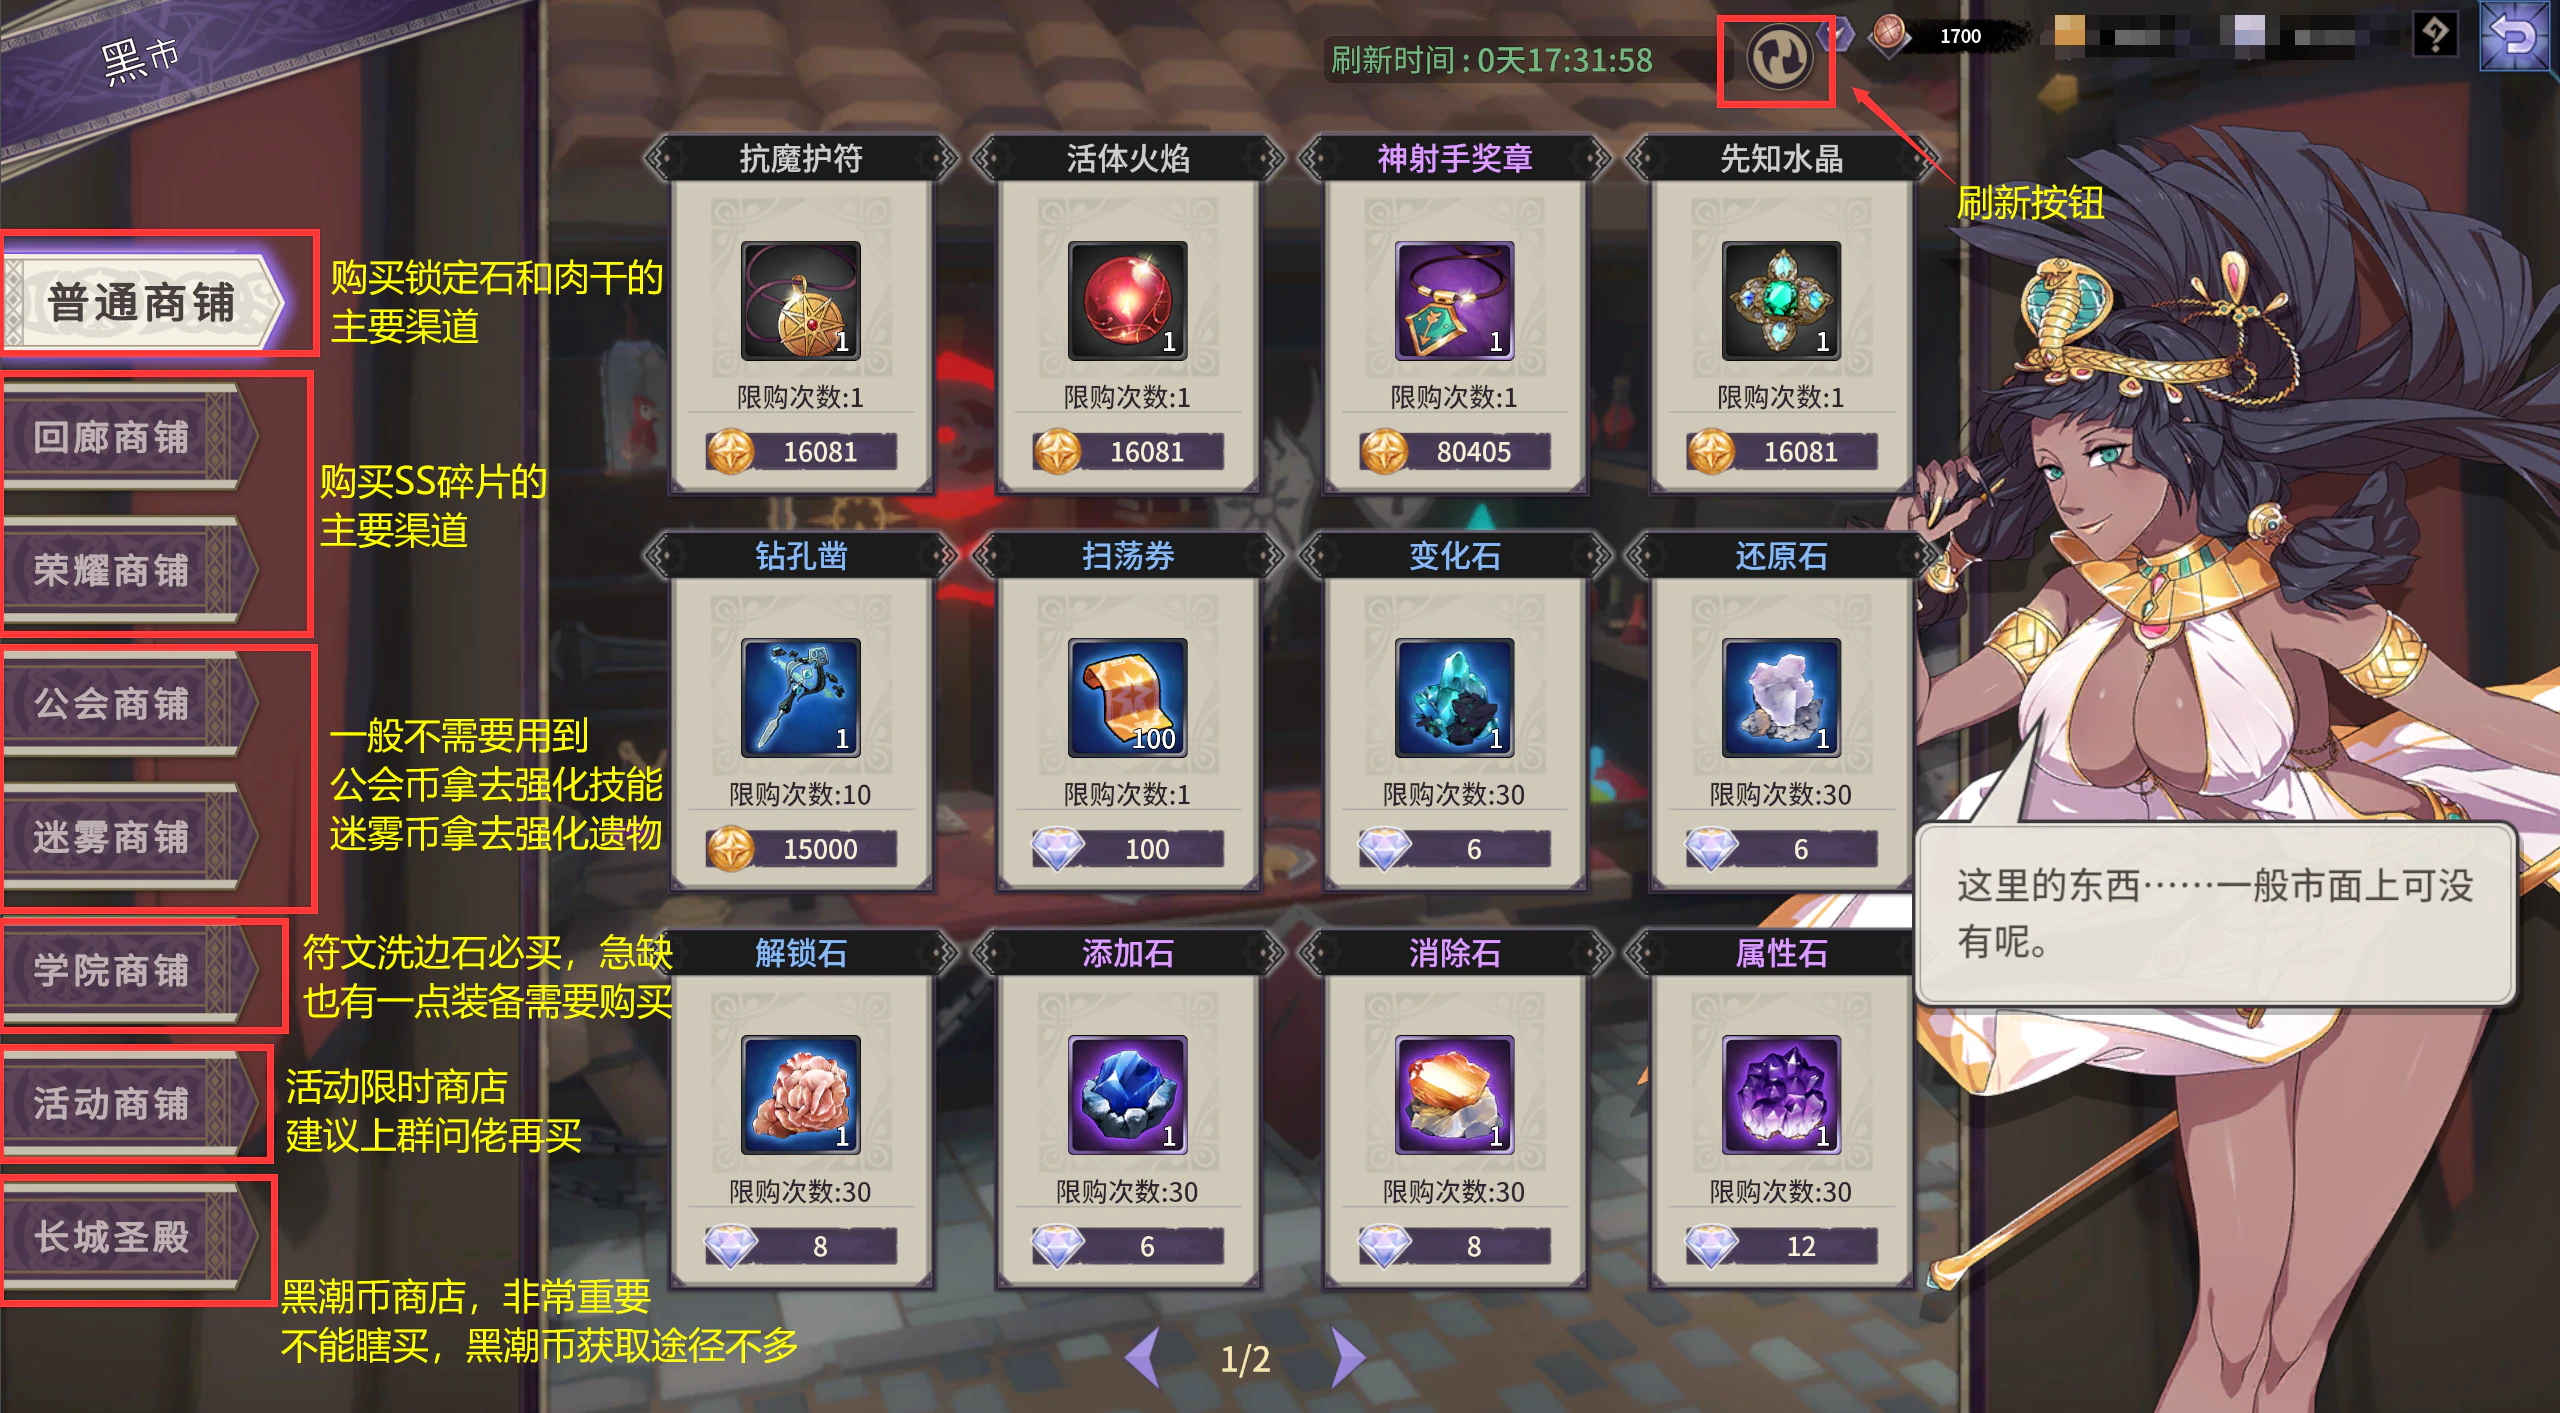 黑市
刷新时间：0天17:31:58
1700
刷新按钮
普通商铺
购买锁定石和肉干的
主要渠道
回廊商铺
荣耀商铺
购买SS碎片的
主要渠道
公会商铺
迷雾商铺
一般不需要用到
公会币拿去强化技能
迷雾币拿去强化遗物
学院商铺
符文洗边石必买，急缺
也有一点装备需要购买
活动商铺
活动限时商店
建议上群问佬再买
长城圣殿
黑潮币商店，非常重要
不能瞎买，黑潮币获取途径不多
抗魔护符
1
限购次数:1
16081
活体火焰
1
限购次数:1
16081
神射手奖章
1
限购次数:1
80405
先知水晶
1
限购次数:1
16081
钻孔凿
1
限购次数:10
15000
扫荡券
100
限购次数:1
100
变化石
1
限购次数:30
6
还原石
1
限购次数:30
6
解锁石
1
限购次数:30
8
添加石
1
限购次数:30
6
消除石
1
限购次数:30
8
属性石
1
限购次数:30
12
这里的东西……一般市面上可没
有呢。
1/2